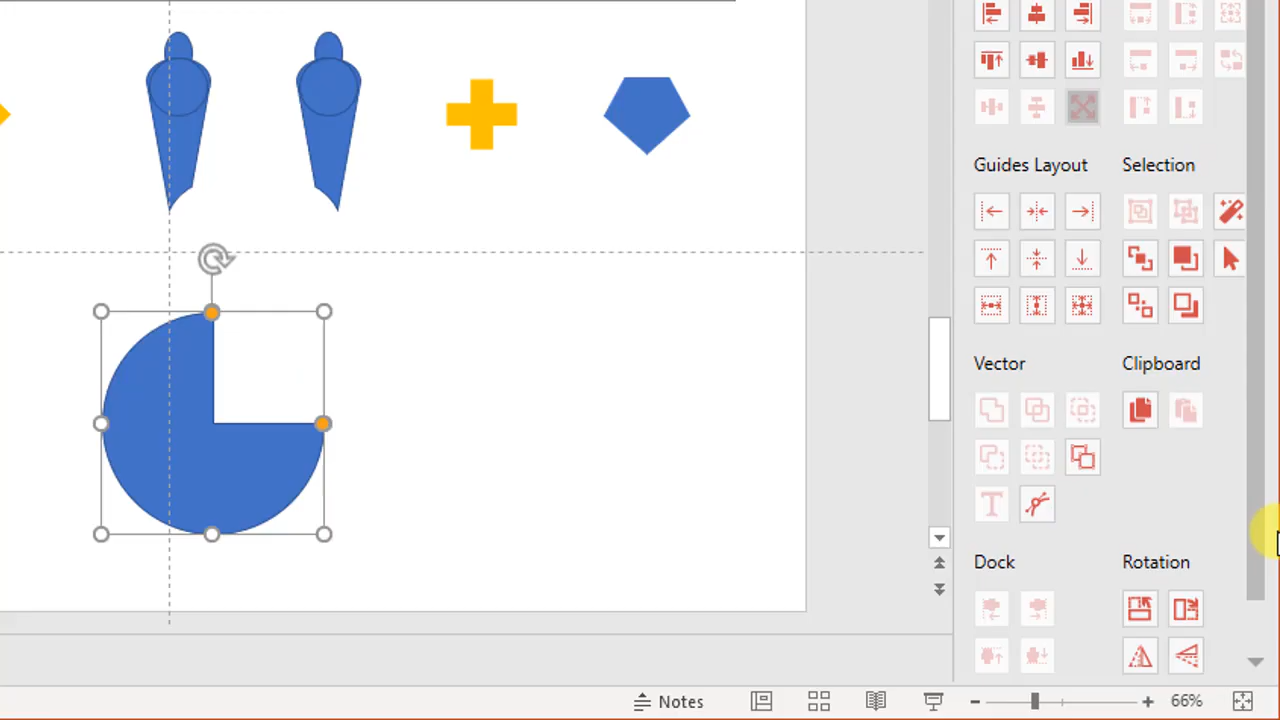 Guides Layout
Selection
Vector
Clipboard
Dock
Rotation
Notes
66%